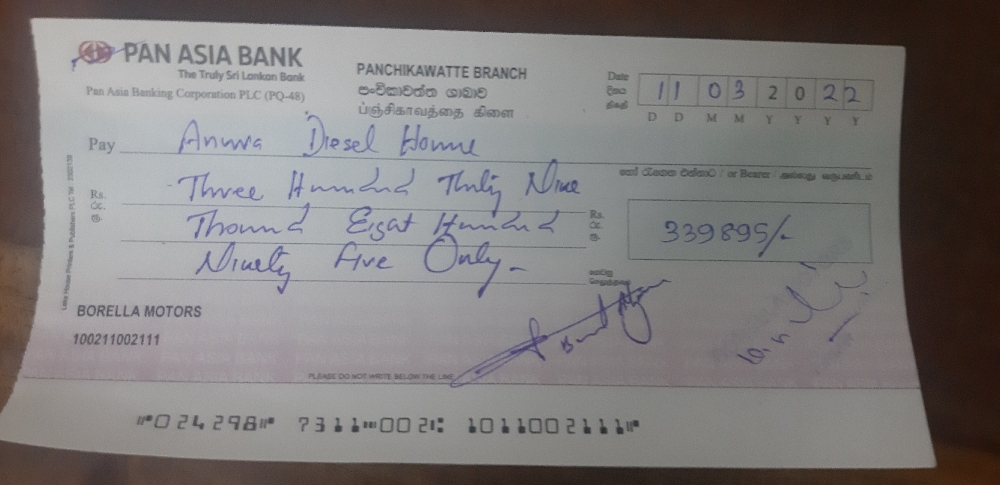 PAN ASIA BANK
The Truly Sri Lankan Bank
Pan Asia Banking Corporation PLC (PQ-48)
PANCHIKAWATTE BRANCH
පංචිකාවත්ත ශාඛාව
பஞ்சிகாவத்தை கிளை
Date
දිනය
திகதி
11 03 2022
D D M M Y Y Y Y
Pay Diesel House
or Bearer
Rs.
රු.
ரூ.
Three Hundred Thirty Nine
Thousand Eight Hundred
Ninety Five Only -
Rs.
රු.
ரூ.
339895/-
BORELLA MOTORS
100211002111
PLEASE DO NOT WRITE BELOW THE LINE
024298 7311 002 1011002111